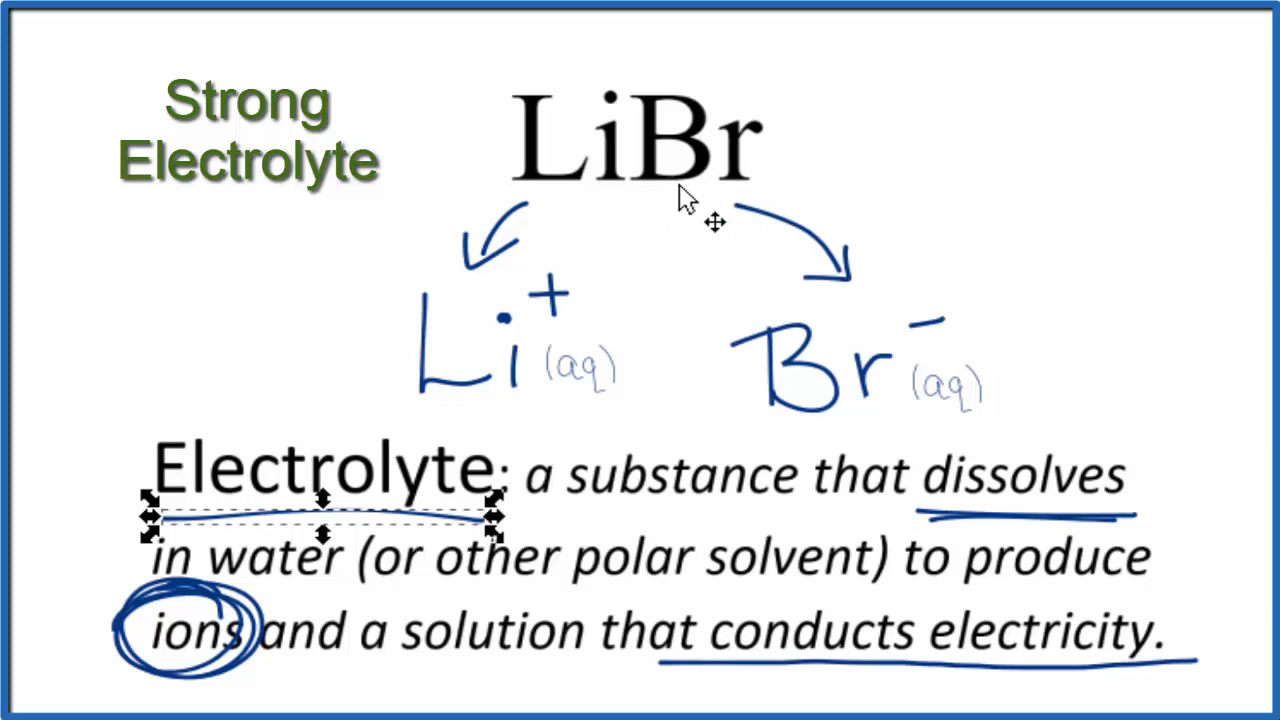 Strong
Electrolyte
LiBr
Li+ (aq)
Br- (aq)
Electrolyte: a substance that dissolves
in water (or other polar solvent) to produce
ions and a solution that conducts electricity.